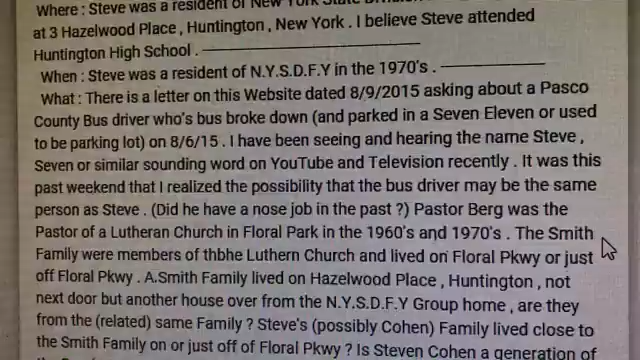 Where : Steve was a resident of New York State Division
at 3 Hazelwood Place , Huntington , New York . I believe Steve attended
Huntington High School .
When : Steve was a resident of N.Y.S.D.F.Y in the 1970's .
What : There is a letter on this Website dated 8/9/2015 asking about a Pasco
County Bus driver who's bus broke down (and parked in a Seven Eleven or used
to be parking lot) on 8/6/15 . I have been seeing and hearing the name Steve ,
Seven or similar sounding word on YouTube and Television recently . It was this
past weekend that I realized the possibility that the bus driver may be the same
person as Steve . (Did he have a nose job in the past ?) Pastor Berg was the
Pastor of a Lutheran Church in Floral Park in the 1960's and 1970's . The Smith
Family were members of thbhe Luthern Church and lived on Floral Pkwy or just
off Floral Pkwy . A.Smith Family lived on Hazelwood Place , Huntington , not
next door but another house over from the N.Y.S.D.F.Y Group home , are they
from the (related) same Family ? Steve's (possibly Cohen) Family lived close to
the Smith Family on or just off of Floral Pkwy ? Is Steven Cohen a generation of